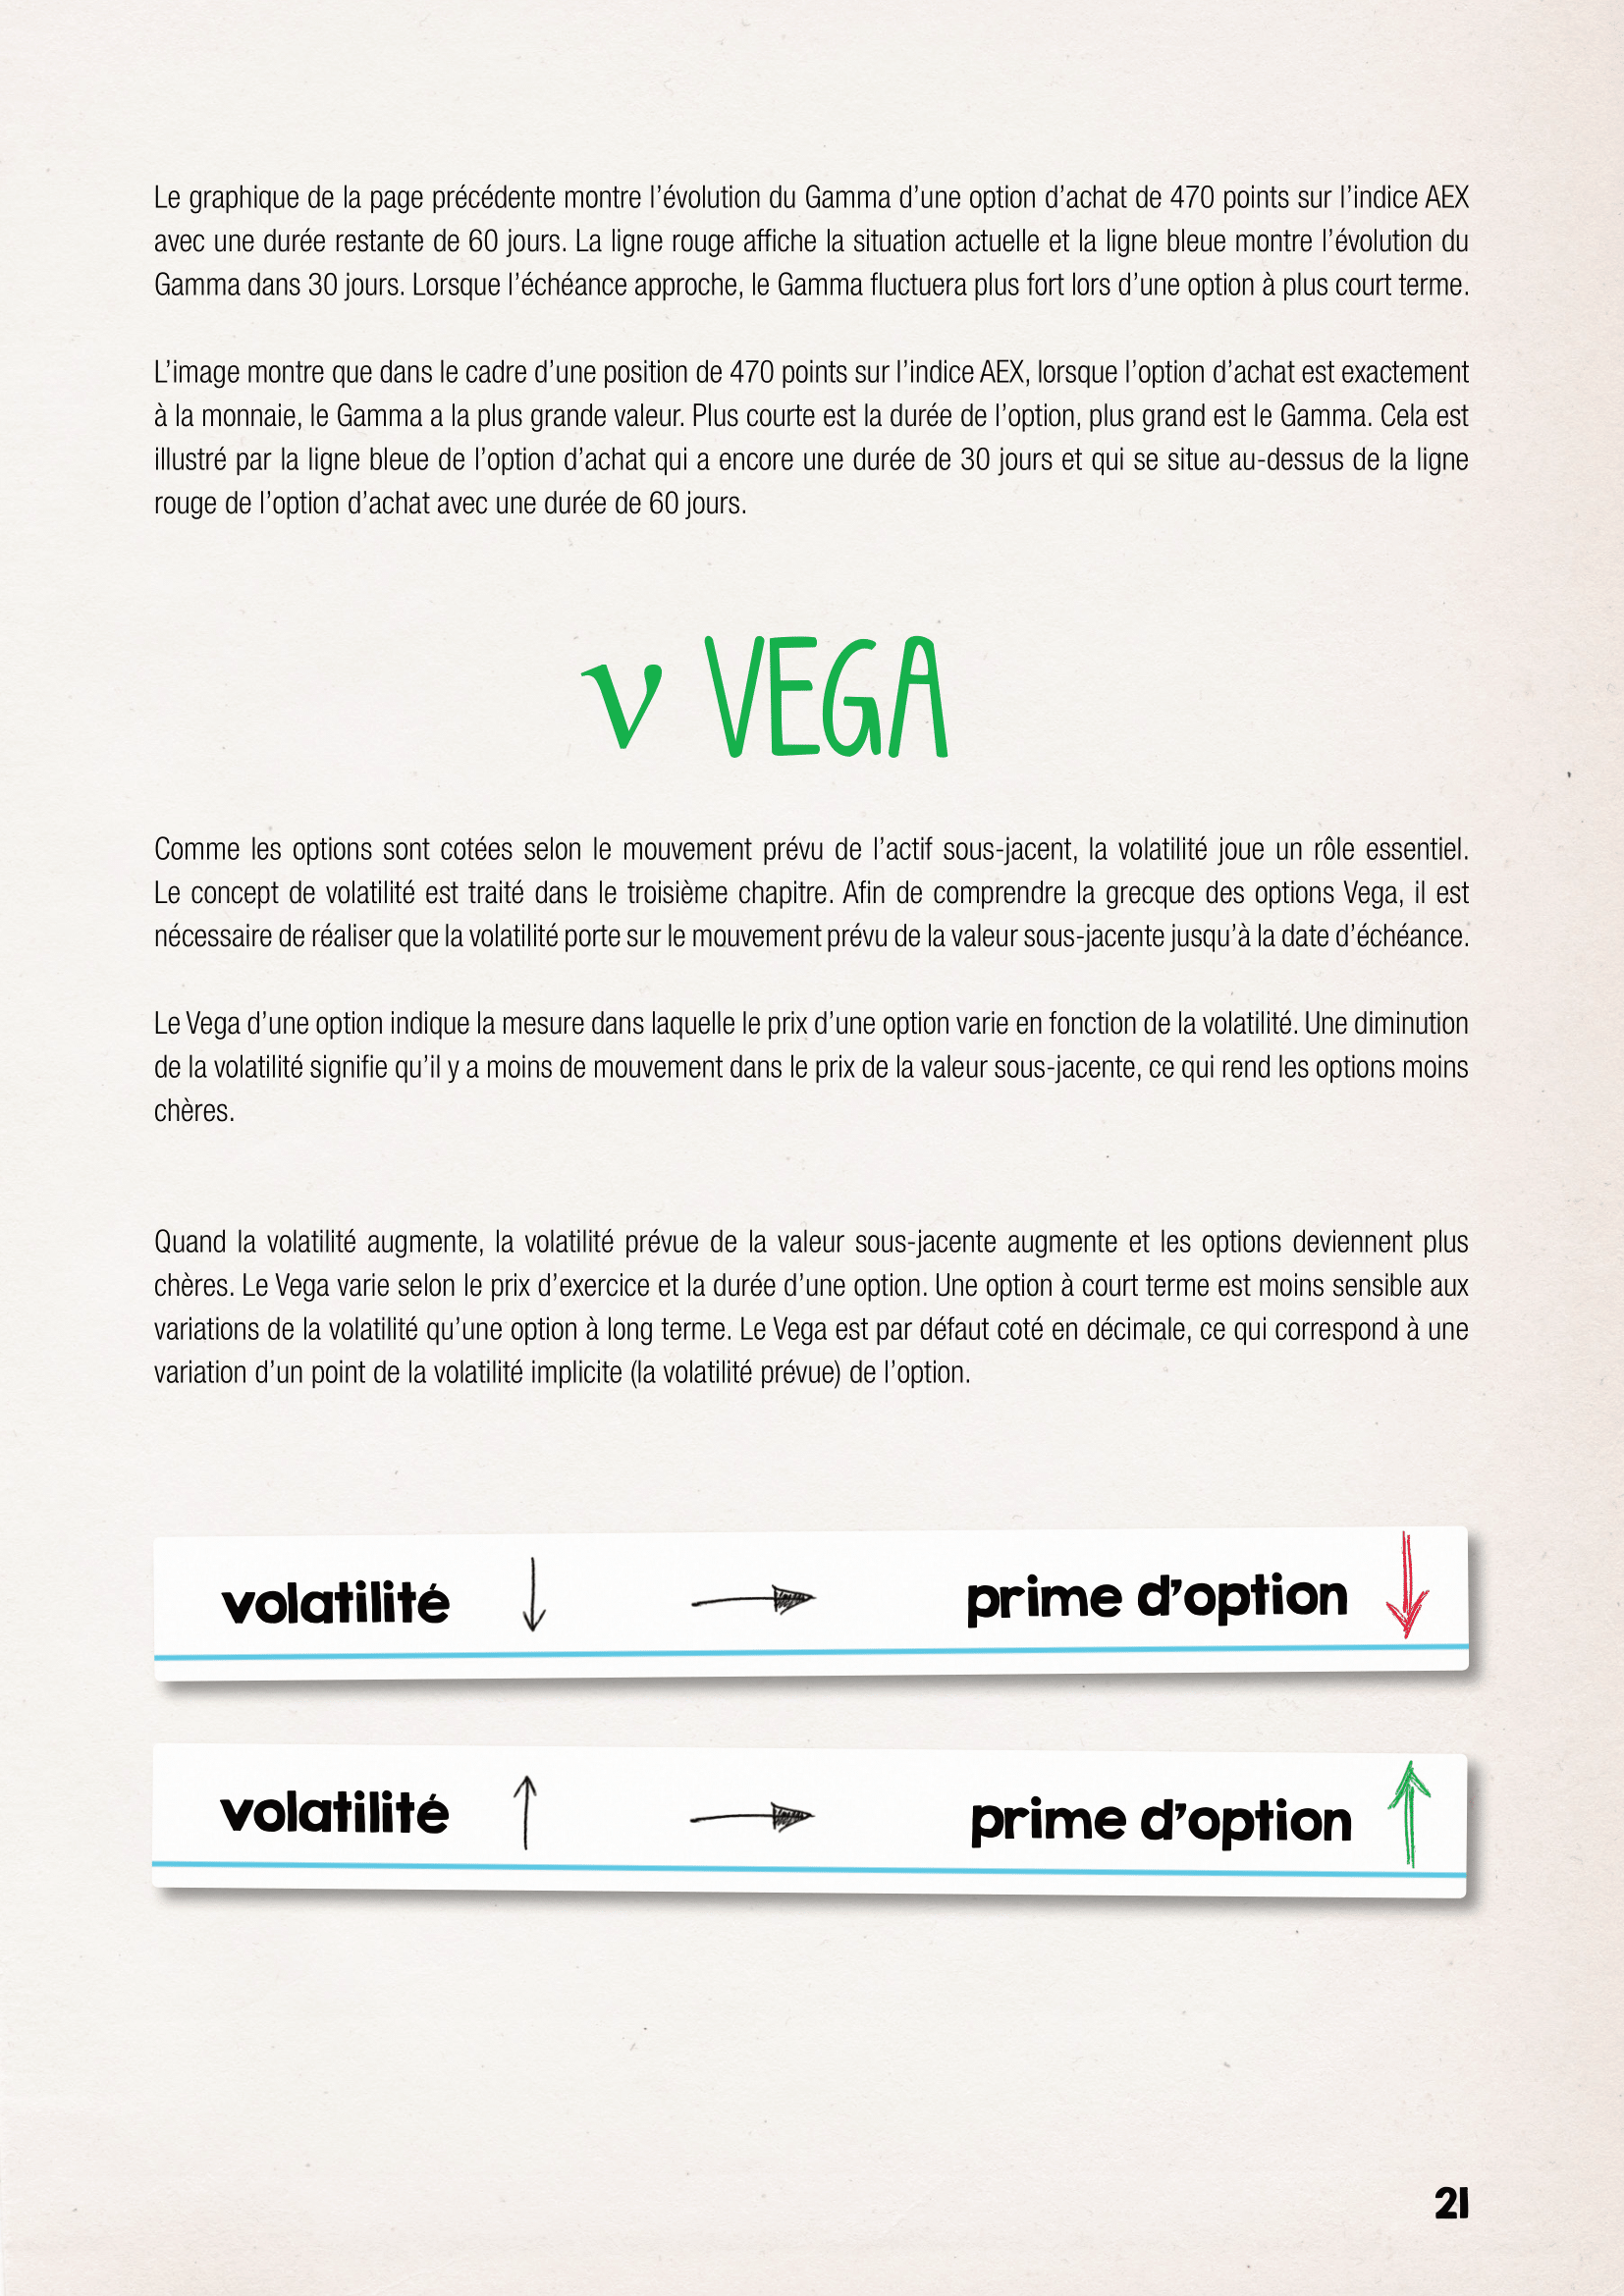 Le graphique de la page précédente montre l’évolution du Gamma d’une option d’achat de 470 points sur l’indice AEX
avec une durée restante de 60 jours. La ligne rouge affiche la situation actuelle et la ligne bleue montre l’évolution du
Gamma dans 30 jours. Lorsque l’échéance approche, le Gamma fluctuera plus fort lors d’une option à plus court terme.
L’image montre que dans le cadre d’une position de 470 points sur l’indice AEX, lorsque l’option d’achat est exactement
à la monnaie, le Gamma a la plus grande valeur. Plus courte est la durée de l’option, plus grand est le Gamma. Cela est
illustré par la ligne bleue de l’option d’achat qui a encore une durée de 30 jours et qui se situe au-dessus de la ligne
rouge de l’option d’achat avec une durée de 60 jours.
ν VEGA
Comme les options sont cotées selon le mouvement prévu de l’actif sous-jacent, la volatilité joue un rôle essentiel.
Le concept de volatilité est traité dans le troisième chapitre. Afin de comprendre la grecque des options Vega, il est
nécessaire de réaliser que la volatilité porte sur le mouvement prévu de la valeur sous-jacente jusqu’à la date d’échéance.
Le Vega d’une option indique la mesure dans laquelle le prix d’une option varie en fonction de la volatilité. Une diminution
de la volatilité signifie qu’il y a moins de mouvement dans le prix de la valeur sous-jacente, ce qui rend les options moins
chères.
Quand la volatilité augmente, la volatilité prévue de la valeur sous-jacente augmente et les options deviennent plus
chères. Le Vega varie selon le prix d’exercice et la durée d’une option. Une option à court terme est moins sensible aux
variations de la volatilité qu’une option à long terme. Le Vega est par défaut coté en décimale, ce qui correspond à une
variation d’un point de la volatilité implicite (la volatilité prévue) de l’option.
volatilité ↓ → prime d’option ↓
volatilité ↑ → prime d’option ↑
21